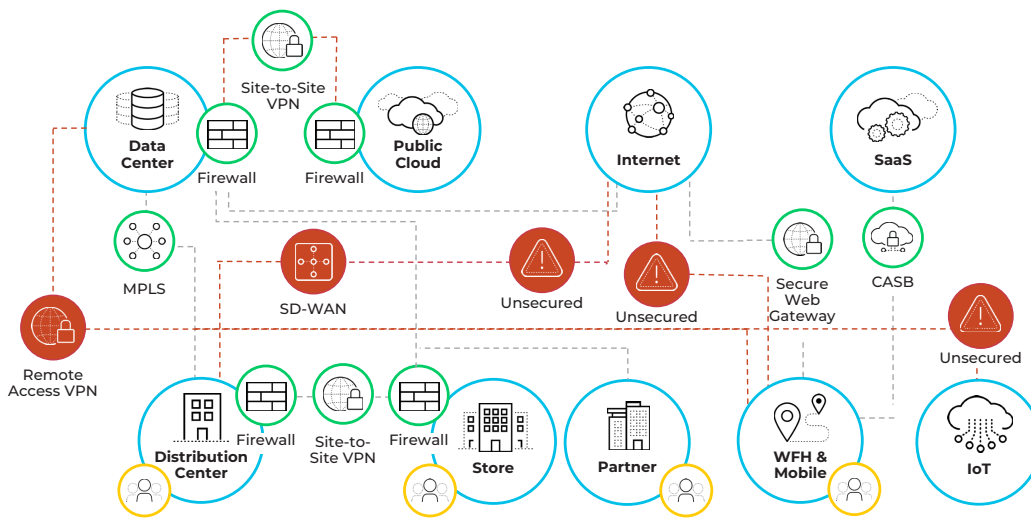 Site-to-Site
VPN
Data
Center
Firewall
Firewall
Public
Cloud
Internet
SaaS
MPLS
SD-WAN
Unsecured
Unsecured
Secure
Web
Gateway
CASB
Remote
Access VPN
Unsecured
Distribution
Center
Firewall
Site-to-
Site VPN
Firewall
Store
Partner
WFH &
Mobile
IoT